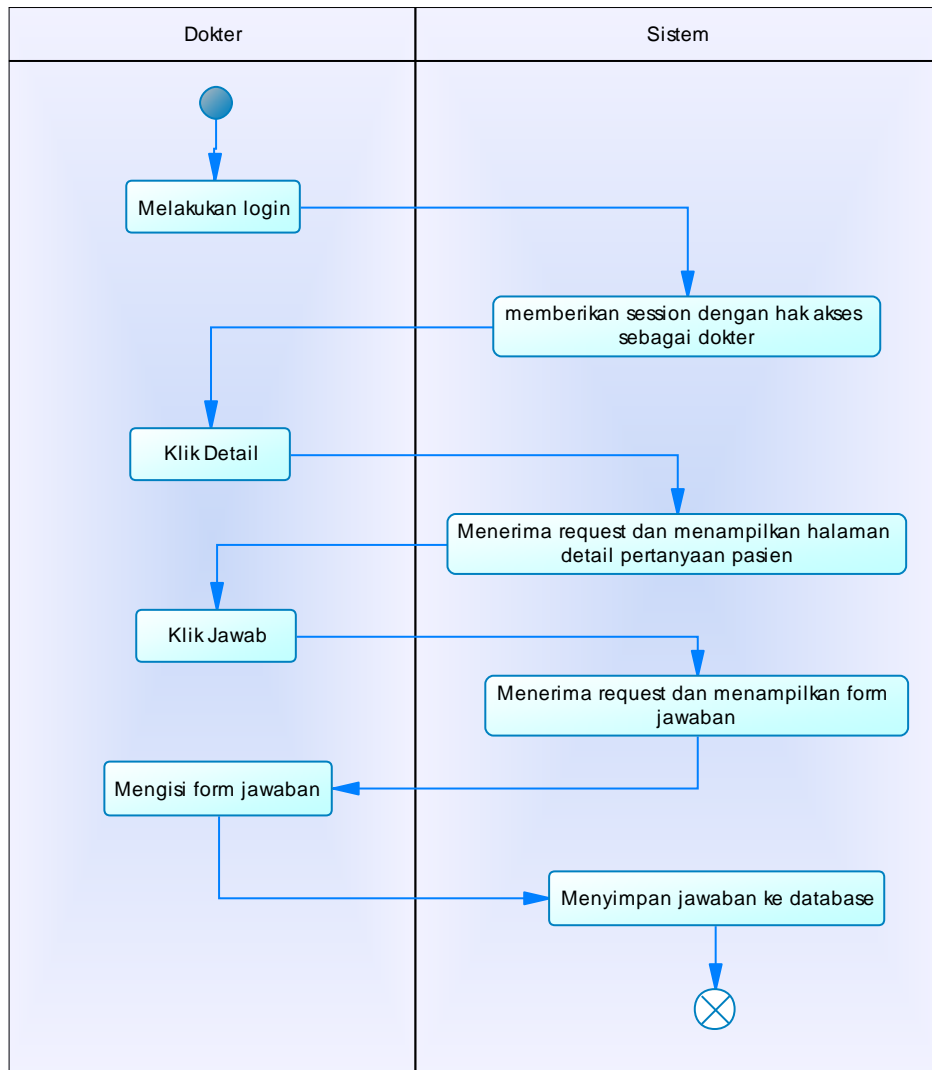 Dokter
Sistem
Melakukan login
memberikan session dengan hak akses
sebagai dokter
Klik Detail
Menerima request dan menampilkan halaman
detail pertanyaan pasien
Klik Jawab
Menerima request dan menampilkan form
jawaban
Mengisi form jawaban
Menyimpan jawaban ke database